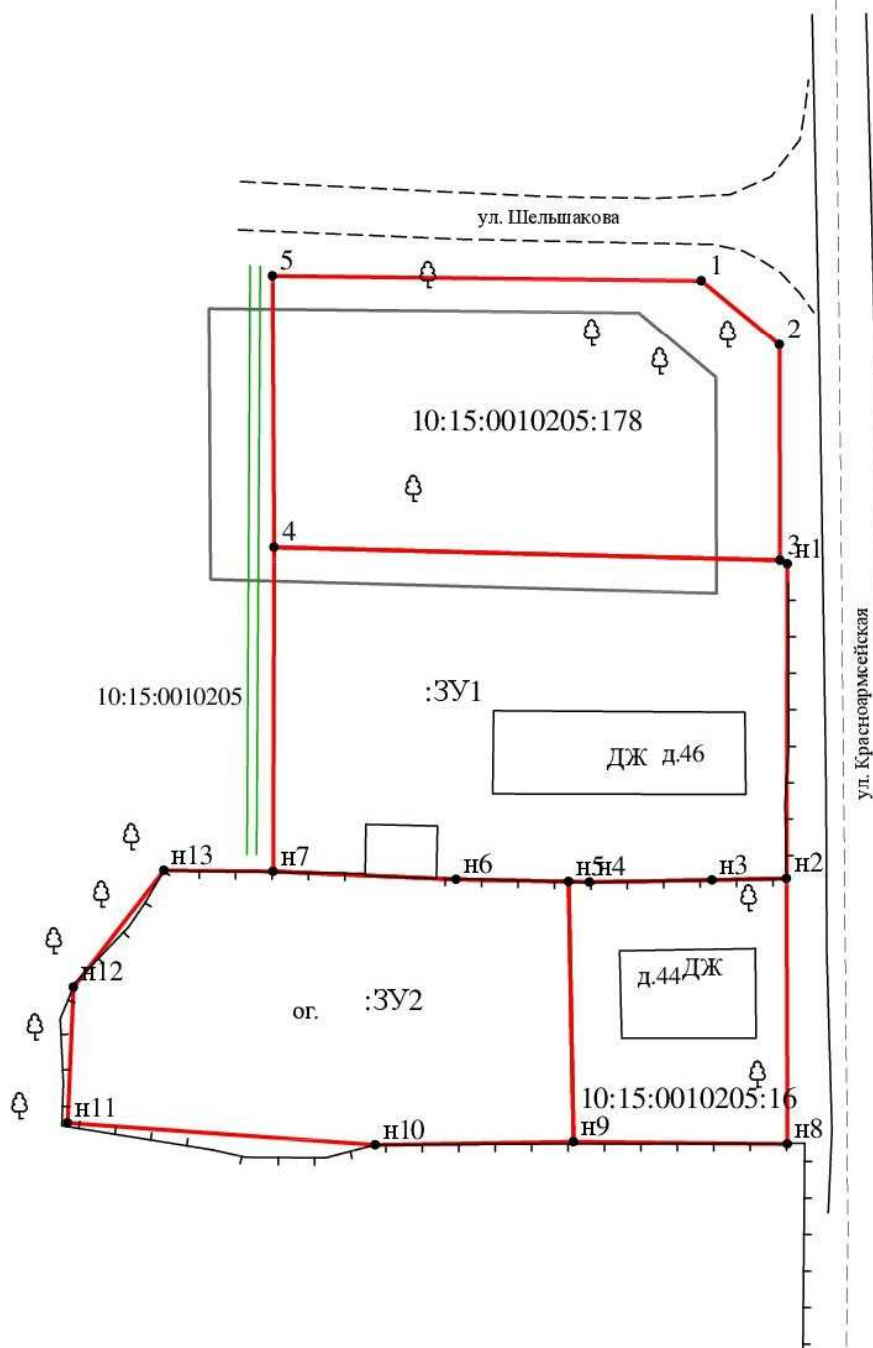 ул. Шельшакова
5
1
2
10:15:0010205:178
4
3
н1
ул. Красноармсейская
:ЗУ1
10:15:0010205
ДЖ д.46
н13
н7
н6
н5
н4
н3
н2
н12
д.44
ДЖ
ог.
:ЗУ2
10:15:0010205:16
н11
н10
н9
н8